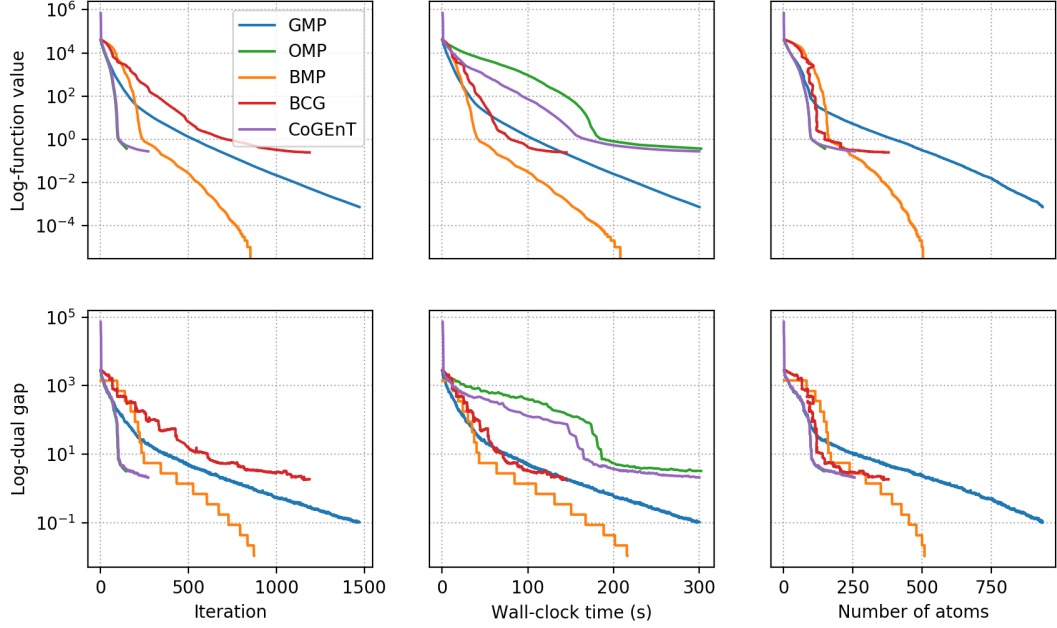 Log-function value
10^6
10^4
10^2
10^0
10^-2
10^-4
GMP
OMP
BMP
BCG
CoGEnT
Log-dual gap
10^5
10^3
10^1
10^-1
0 500 1000 1500
Iteration
0 100 200 300
Wall-clock time (s)
0 250 500 750
Number of atoms